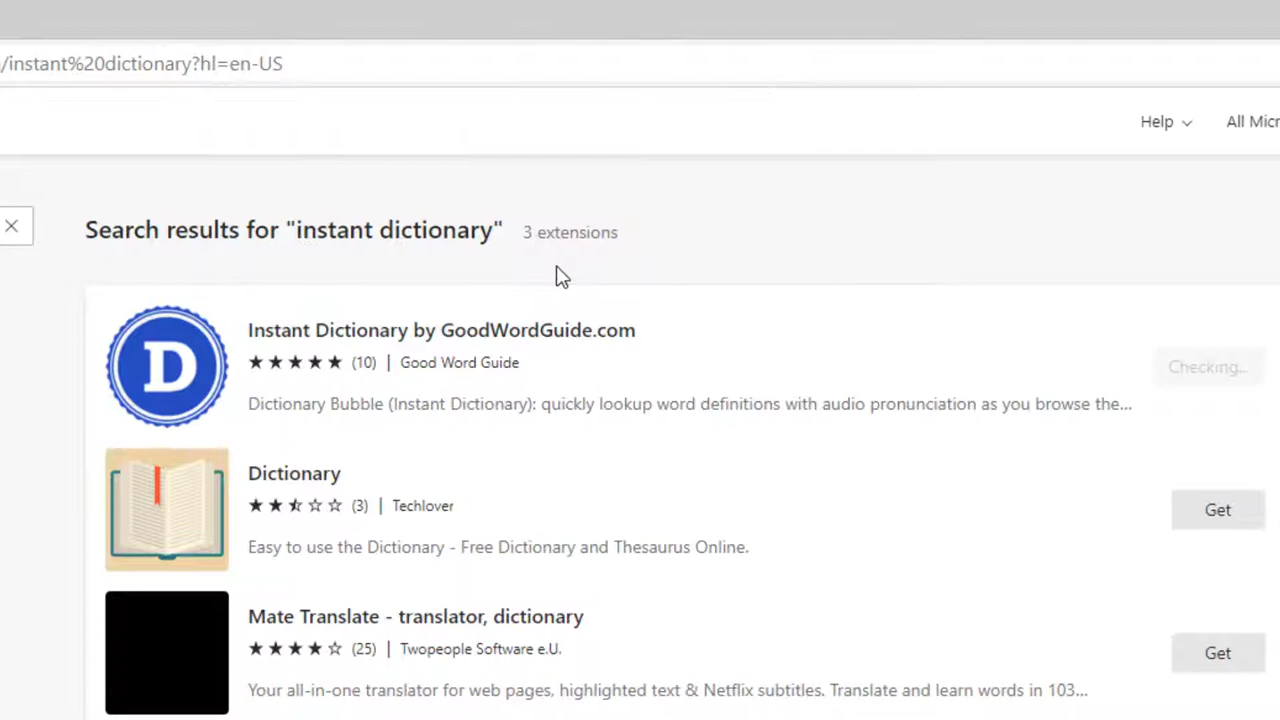 /instant%20dictionary?hl=en-US
Help
All Micr
Search results for "instant dictionary"
3 extensions
D
Instant Dictionary by GoodWordGuide.com
(10) | Good Word Guide
Checking...
Dictionary Bubble (Instant Dictionary): quickly lookup word definitions with audio pronunciation as you browse the...
Dictionary
(3) | Techlover
Get
Easy to use the Dictionary - Free Dictionary and Thesaurus Online.
Mate Translate - translator, dictionary
(25) | Twopeople Software e.U.
Get
Your all-in-one translator for web pages, highlighted text & Netflix subtitles. Translate and learn words in 103...